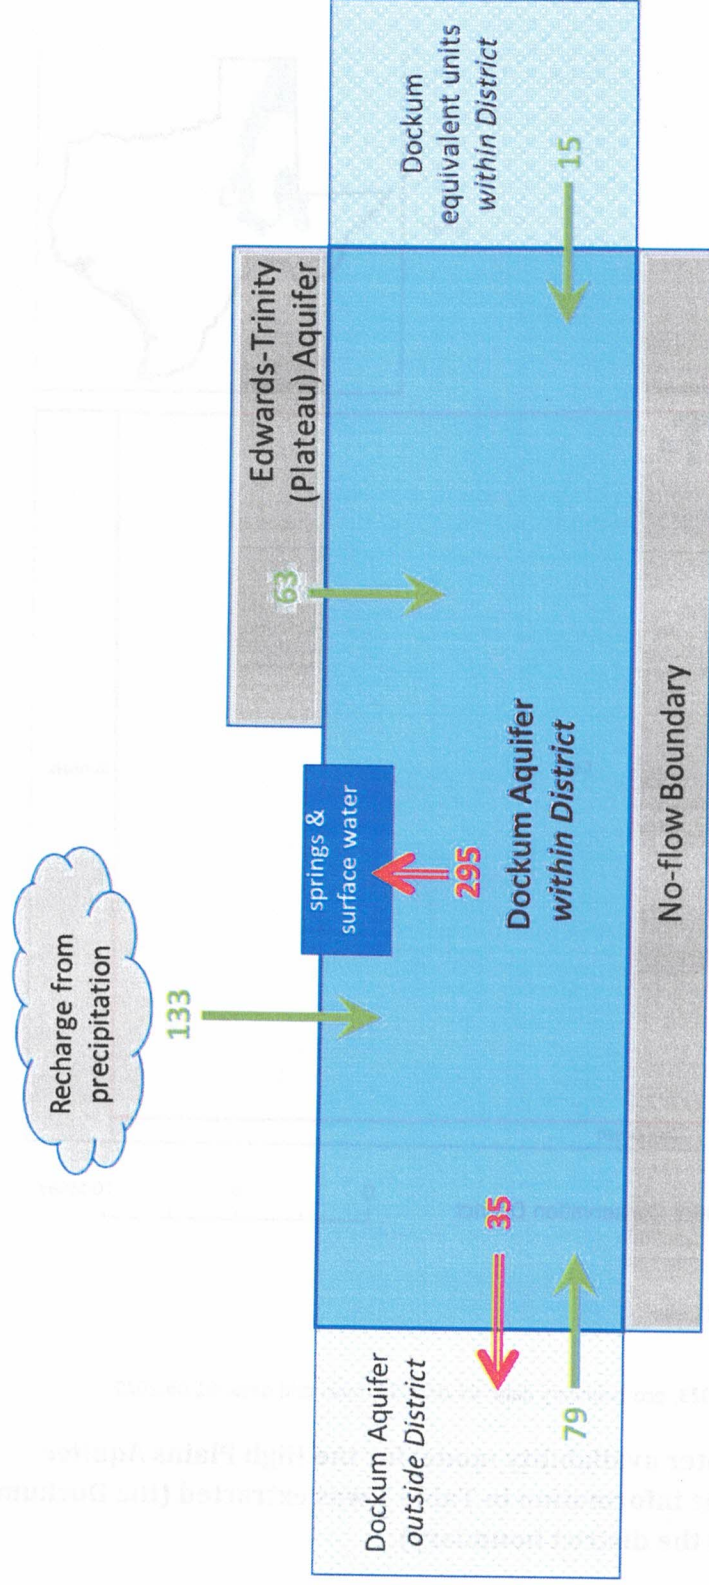 Recharge from
precipitation
133
Edwards-Trinity
(Plateau) Aquifer
63
springs &
surface water
295
Dockum Aquifer
outside District
35
79
Dockum Aquifer
within District
Dockum
equivalent units
within District
15
No-flow Boundary